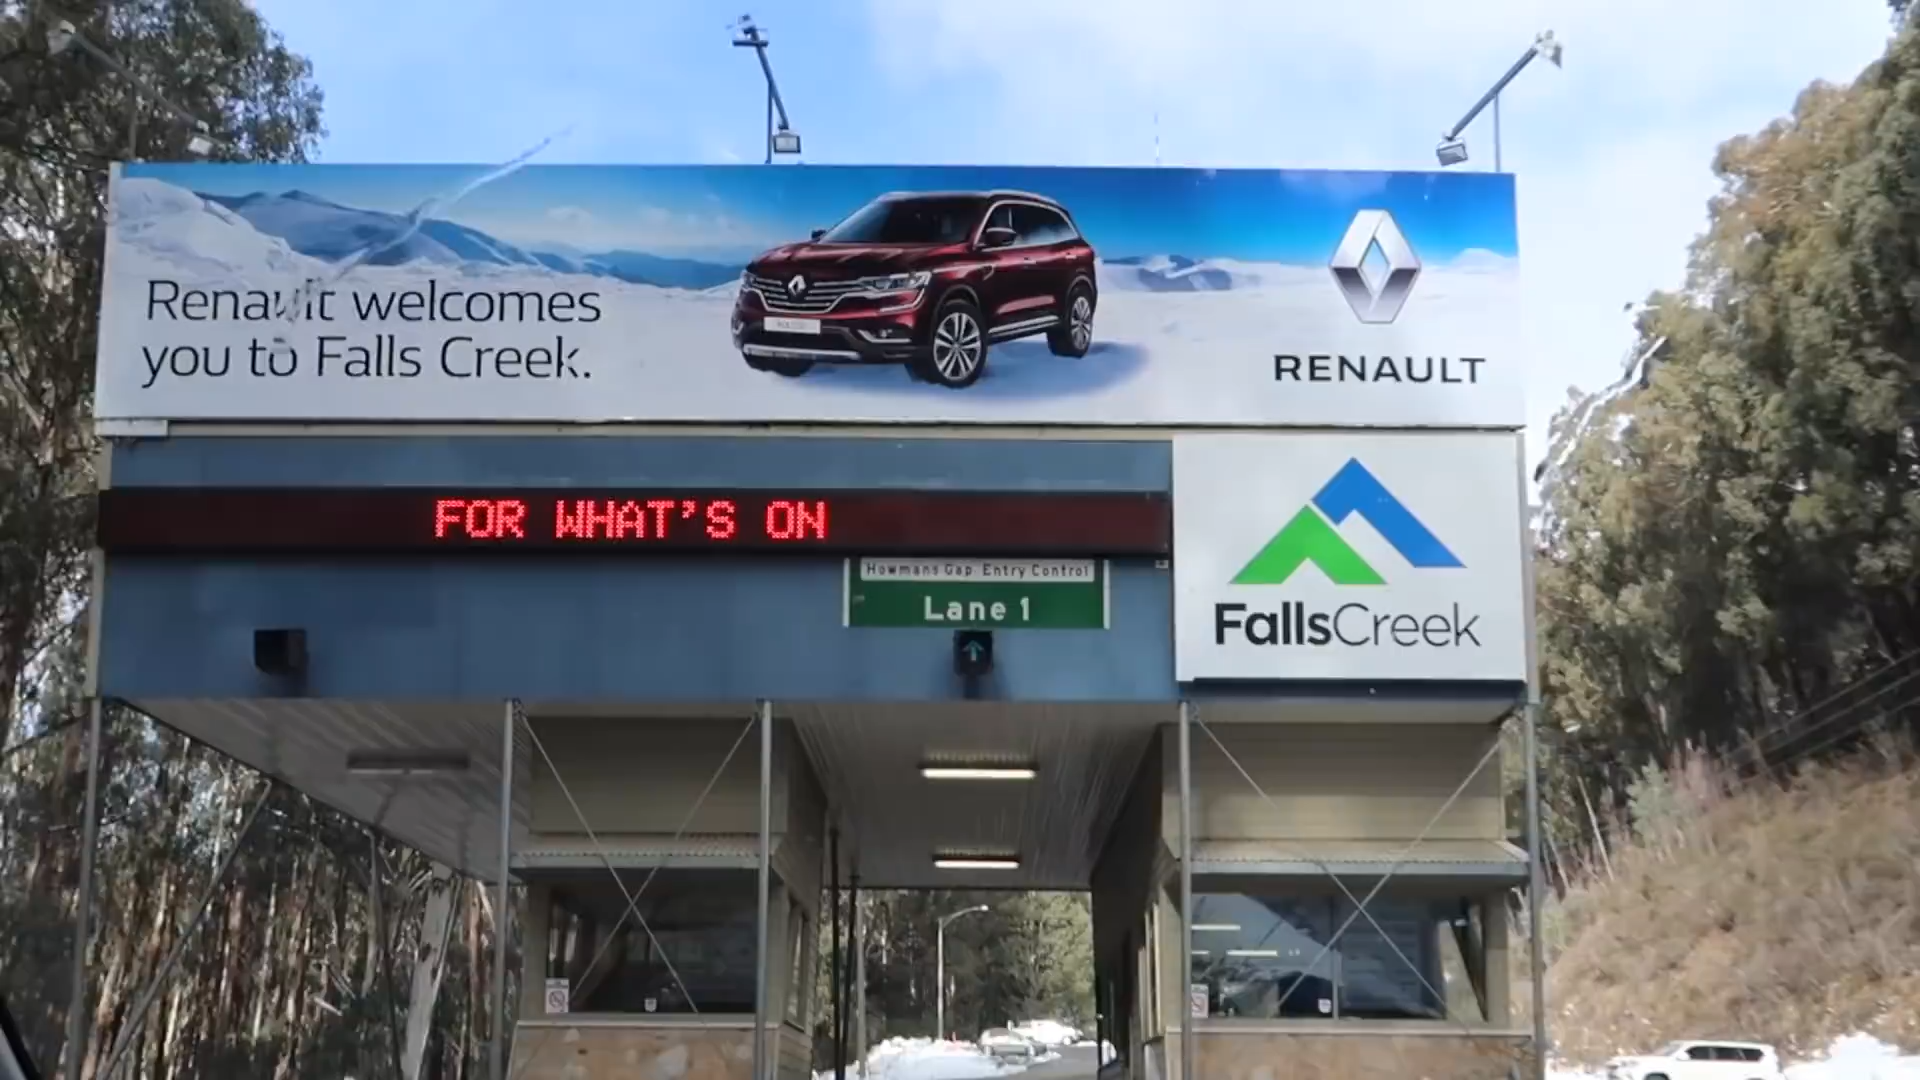 Renault welcomes
you to Falls Creek.
RENAULT
FOR WHAT'S ON
Howmans Gap Entry Control
Lane 1
FallsCreek